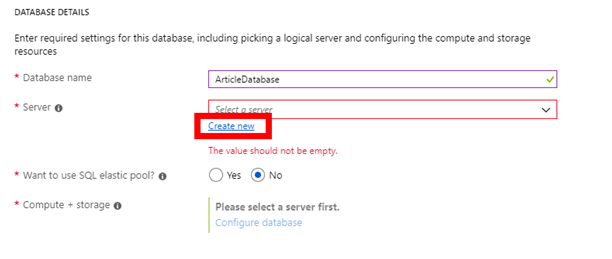 DATABASE DETAILS
Enter required settings for this database, including picking a logical server and configuring the compute and storage
resources
* Database name
ArticleDatabase
* Server
Select a server
Create new
The value should not be empty.
* Want to use SQL elastic pool?
Yes No
* Compute + storage
Please select a server first.
Configure database